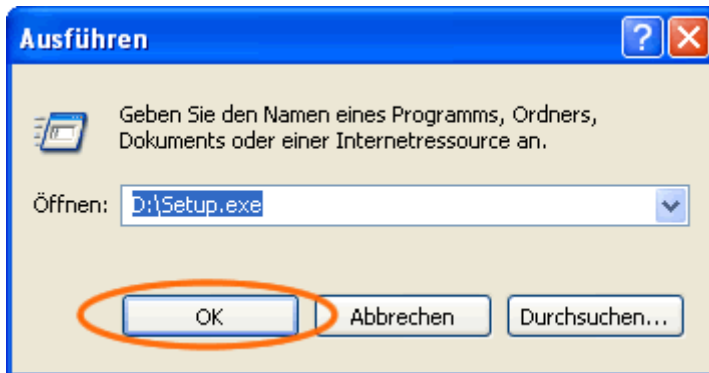 Ausführen
Geben Sie den Namen eines Programms, Ordners,
Dokuments oder einer Internetressource an.
Öffnen: D:\Setup.exe
OK Abbrechen Durchsuchen...